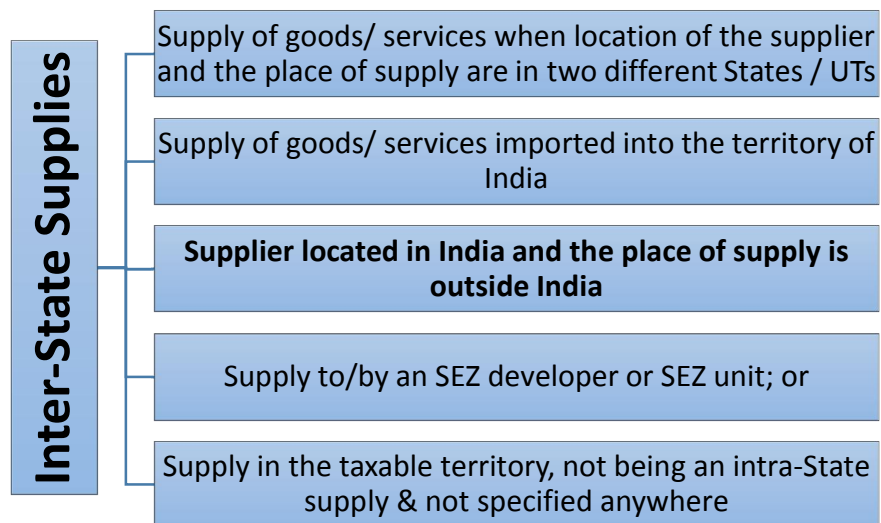 Inter-State Supplies
Supply of goods/ services when location of the supplier
and the place of supply are in two different States / UTs
Supply of goods/ services imported into the territory of
India
Supplier located in India and the place of supply is
outside India
Supply to/by an SEZ developer or SEZ unit; or
Supply in the taxable territory, not being an intra-State
supply & not specified anywhere